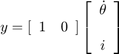 y = [ 1 0 ] [ θ̇
i ]